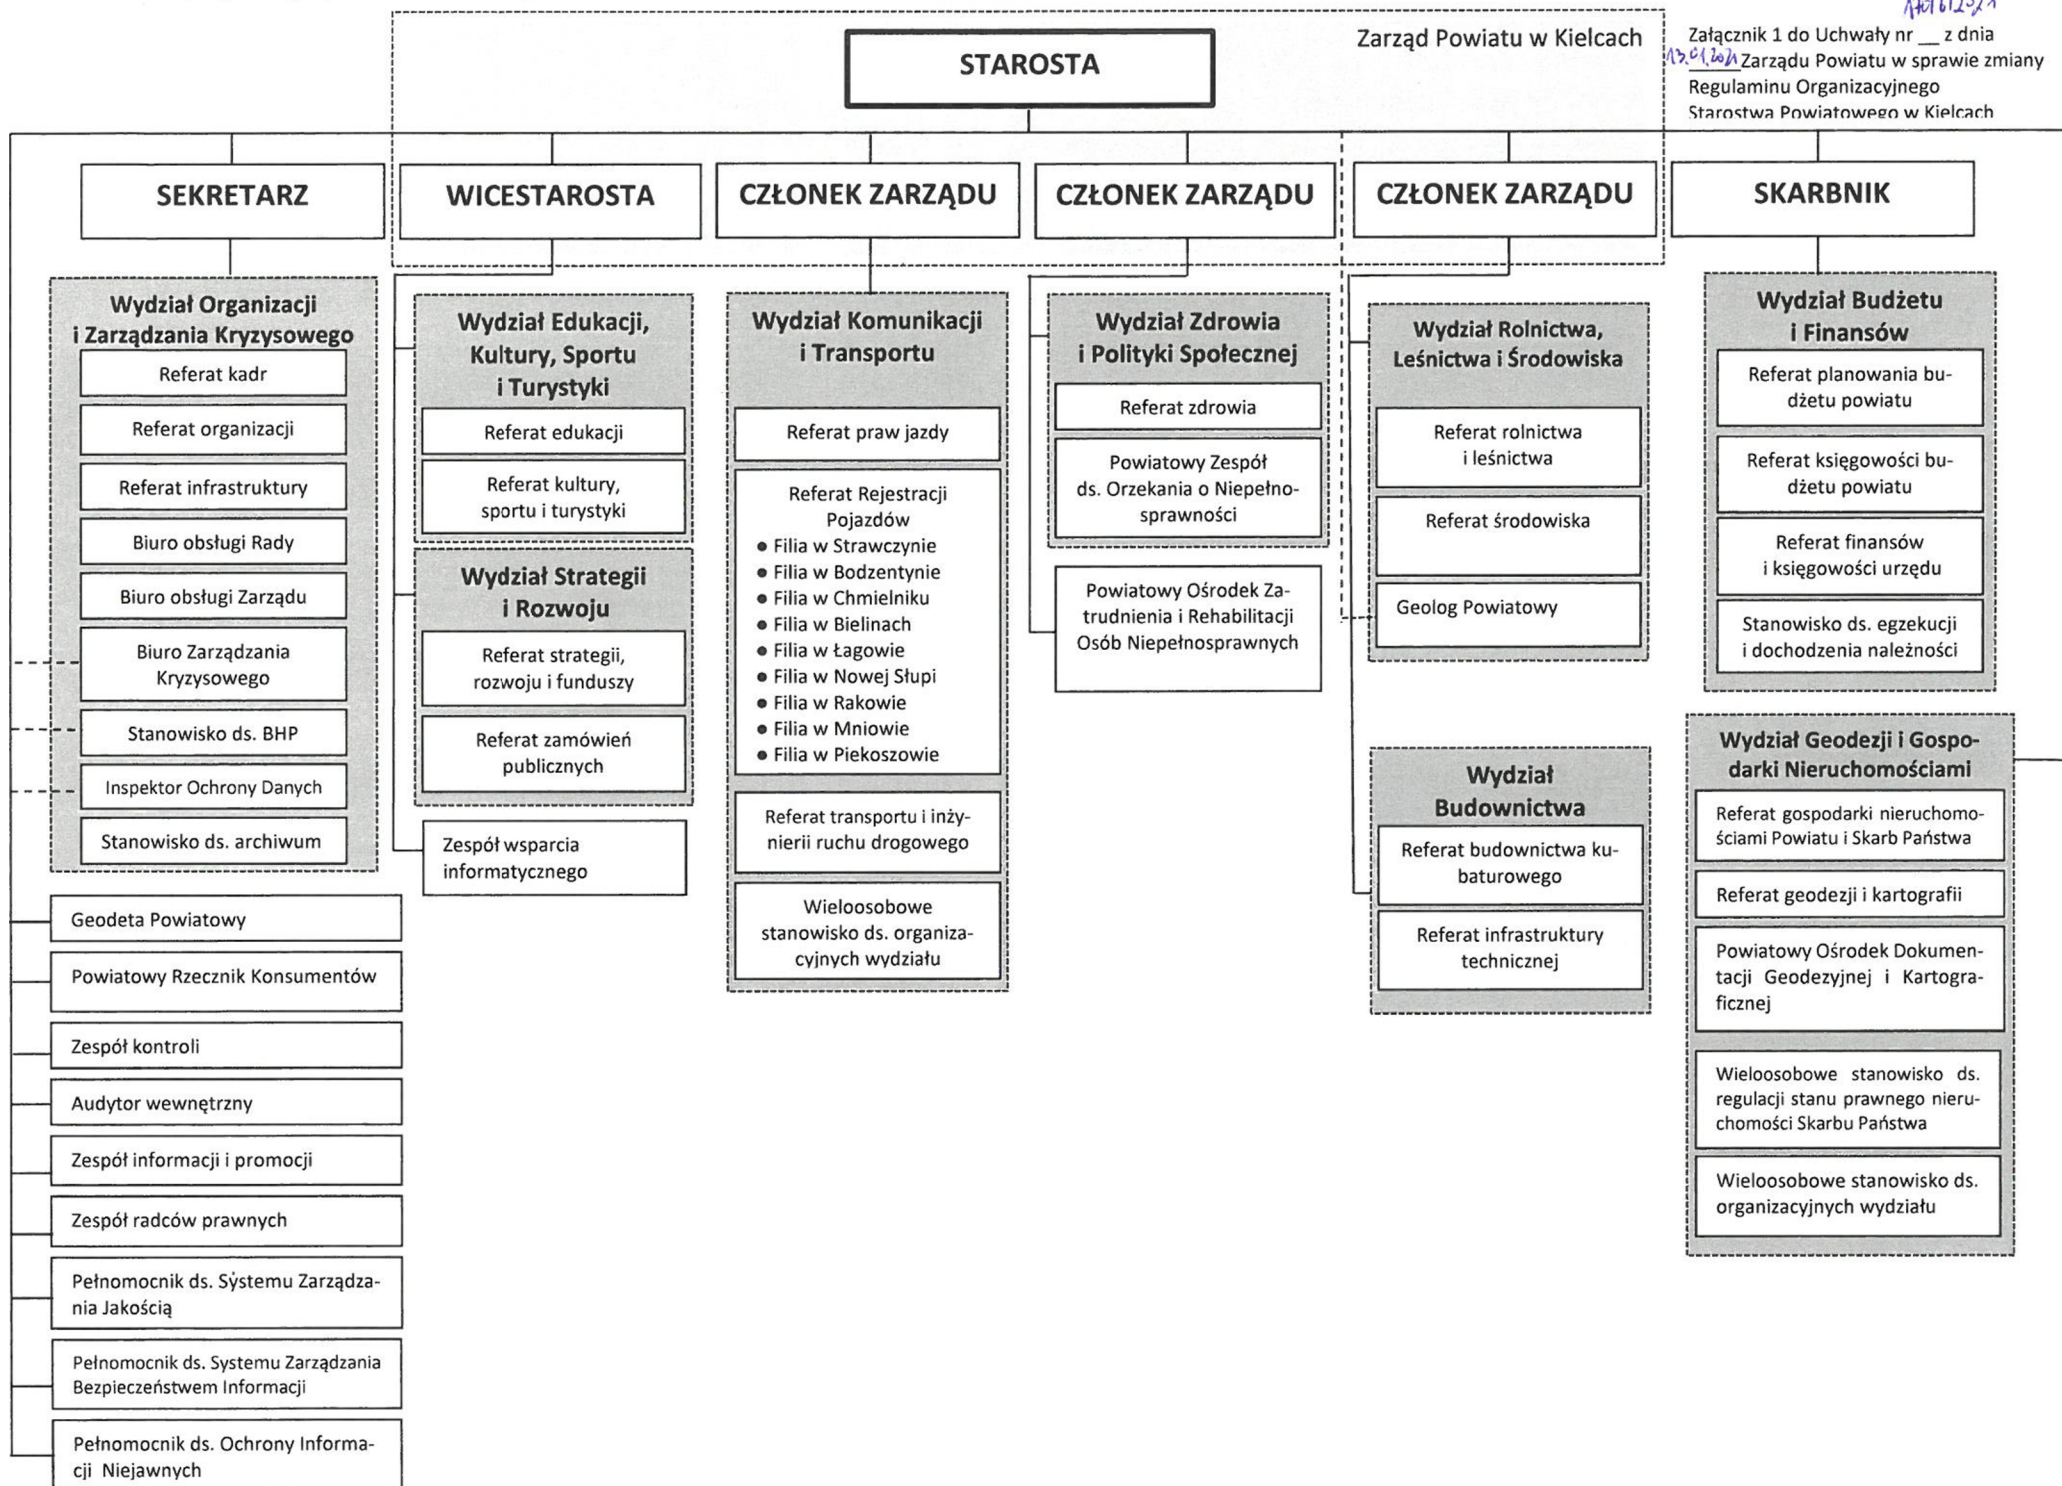 Zarząd Powiatu w Kielcach
Załącznik 1 do Uchwały nr __ z dnia
13.01.2021 Zarządu Powiatu w sprawie zmiany
Regulaminu Organizacyjnego
Starostwa Powiatowego w Kielcach
STAROSTA
SEKRETARZ
WICESTAROSTA
CZŁONEK ZARZĄDU
CZŁONEK ZARZĄDU
CZŁONEK ZARZĄDU
SKARBNIK
Wydział Organizacji
i Zarządzania Kryzysowego
Referat kadr
Referat organizacji
Referat infrastruktury
Biuro obsługi Rady
Biuro obsługi Zarządu
Biuro Zarządzania
Kryzysowego
Stanowisko ds. BHP
Inspektor Ochrony Danych
Stanowisko ds. archiwum
Geodeta Powiatowy
Powiatowy Rzecznik Konsumentów
Zespół kontroli
Audytor wewnętrzny
Zespół informacji i promocji
Zespół radców prawnych
Pełnomocnik ds. Systemu Zarządza-
nia Jakością
Pełnomocnik ds. Systemu Zarządzania
Bezpieczeństwem Informacji
Pełnomocnik ds. Ochrony Informa-
cji Niejawnych
Wydział Edukacji,
Kultury, Sportu
i Turystyki
Referat edukacji
Referat kultury,
sportu i turystyki
Wydział Strategii
i Rozwoju
Referat strategii,
rozwoju i funduszy
Referat zamówień
publicznych
Zespół wsparcia
informatycznego
Wydział Komunikacji
i Transportu
Referat praw jazdy
Referat Rejestracji
Pojazdów
• Filia w Strawczynie
• Filia w Bodzentynie
• Filia w Chmielniku
• Filia w Bielinach
• Filia w Łagowie
• Filia w Nowej Słupi
• Filia w Rakowie
• Filia w Mniowie
• Filia w Piekoszowie
Referat transportu i inży-
nierii ruchu drogowego
Wieloosobowe
stanowisko ds. organiza-
cyjnych wydziału
Wydział Zdrowia
i Polityki Społecznej
Referat zdrowia
Powiatowy Zespół
ds. Orzekania o Niepełno-
sprawności
Powiatowy Ośrodek Za-
trudnienia i Rehabilitacji
Osób Niepełnosprawnych
Wydział Rolnictwa,
Leśnictwa i Środowiska
Referat rolnictwa
i leśnictwa
Referat środowiska
Geolog Powiatowy
Wydział
Budownictwa
Referat budownictwa ku-
baturowego
Referat infrastruktury
technicznej
Wydział Budżetu
i Finansów
Referat planowania bu-
dżetu powiatu
Referat księgowości bu-
dżetu powiatu
Referat finansów
i księgowości urzędu
Stanowisko ds. egzekucji
i dochodzenia należności
Wydział Geodezji i Gospo-
darki Nieruchomościami
Referat gospodarki nieruchomo-
ściami Powiatu i Skarb Państwa
Referat geodezji i kartografii
Powiatowy Ośrodek Dokumen-
tacji Geodezyjnej i Kartogra-
ficznej
Wieloosobowe stanowisko ds.
regulacji stanu prawnego nieru-
chomości Skarbu Państwa
Wieloosobowe stanowisko ds.
organizacyjnych wydziału